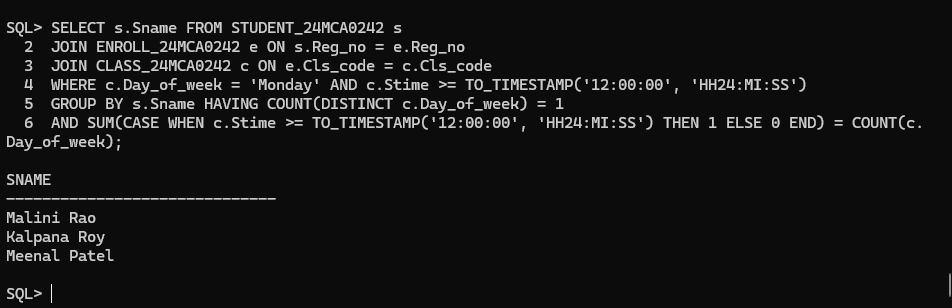 SQL> SELECT s.Sname FROM STUDENT_24MCA0242 s
  2  JOIN ENROLL_24MCA0242 e ON s.Reg_no = e.Reg_no
  3  JOIN CLASS_24MCA0242 c ON e.Cls_code = c.Cls_code
  4  WHERE c.Day_of_week = 'Monday' AND c.Stime >= TO_TIMESTAMP('12:00:00', 'HH24:MI:SS')
  5  GROUP BY s.Sname HAVING COUNT(DISTINCT c.Day_of_week) = 1
  6  AND SUM(CASE WHEN c.Stime >= TO_TIMESTAMP('12:00:00', 'HH24:MI:SS') THEN 1 ELSE 0 END) = COUNT(c.
Day_of_week);
SNAME
------------------------------
Malini Rao
Kalpana Roy
Meenal Patel
SQL>